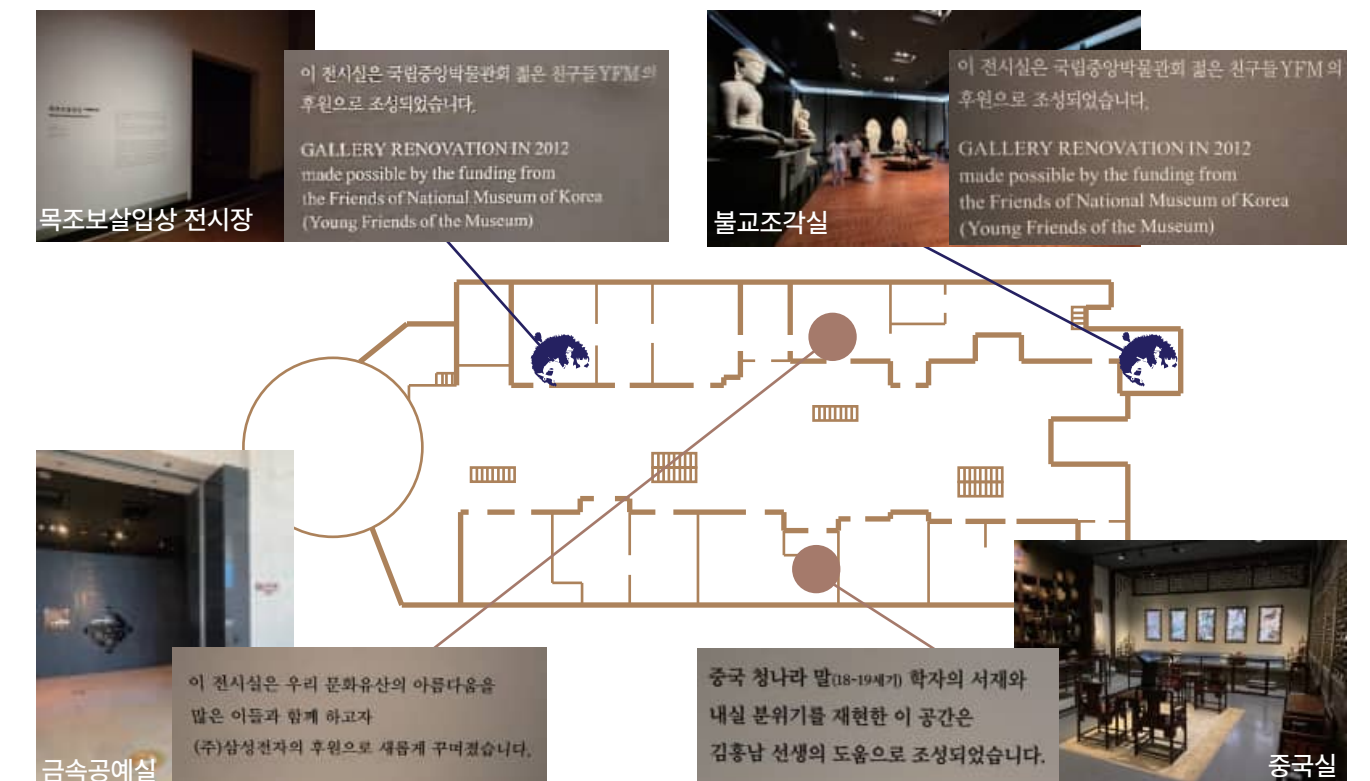 이 전시실은 국립중앙박물관회 젊은 친구들YFM의
후원으로 조성되었습니다.
GALLERY RENOVATION IN 2012
made possible by the funding from
the Friends of National Museum of Korea
(Young Friends of the Museum)
목조보살입상 전시장
이 전시실은 국립중앙박물관회 젊은 친구들YFM의
후원으로 조성되었습니다.
GALLERY RENOVATION IN 2012
made possible by the funding from
the Friends of National Museum of Korea
(Young Friends of the Museum)
불교조각실
이 전시실은 우리 문화유산의 아름다움을
많은 이들과 함께 하고자
(주)삼성전자의 후원으로 새롭게 꾸며졌습니다.
금속공예실
중국 청나라 말(18-19세기) 학자의 서재와
내실 분위기를 재현한 이 공간은
김홍남 선생의 도움으로 조성되었습니다.
중국실